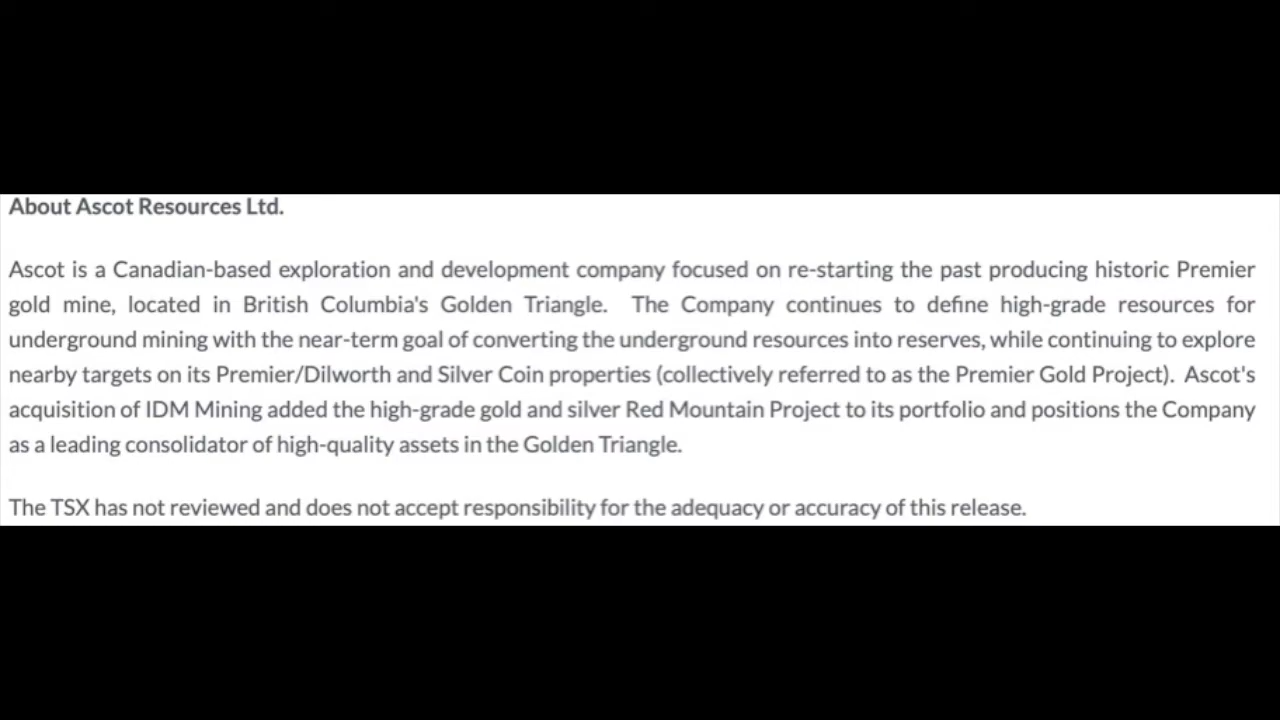 About Ascot Resources Ltd.
Ascot is a Canadian-based exploration and development company focused on re-starting the past producing historic Premier
gold mine, located in British Columbia's Golden Triangle. The Company continues to define high-grade resources for
underground mining with the near-term goal of converting the underground resources into reserves, while continuing to explore
nearby targets on its Premier/Dilworth and Silver Coin properties (collectively referred to as the Premier Gold Project). Ascot's
acquisition of IDM Mining added the high-grade gold and silver Red Mountain Project to its portfolio and positions the Company
as a leading consolidator of high-quality assets in the Golden Triangle.
The TSX has not reviewed and does not accept responsibility for the adequacy or accuracy of this release.